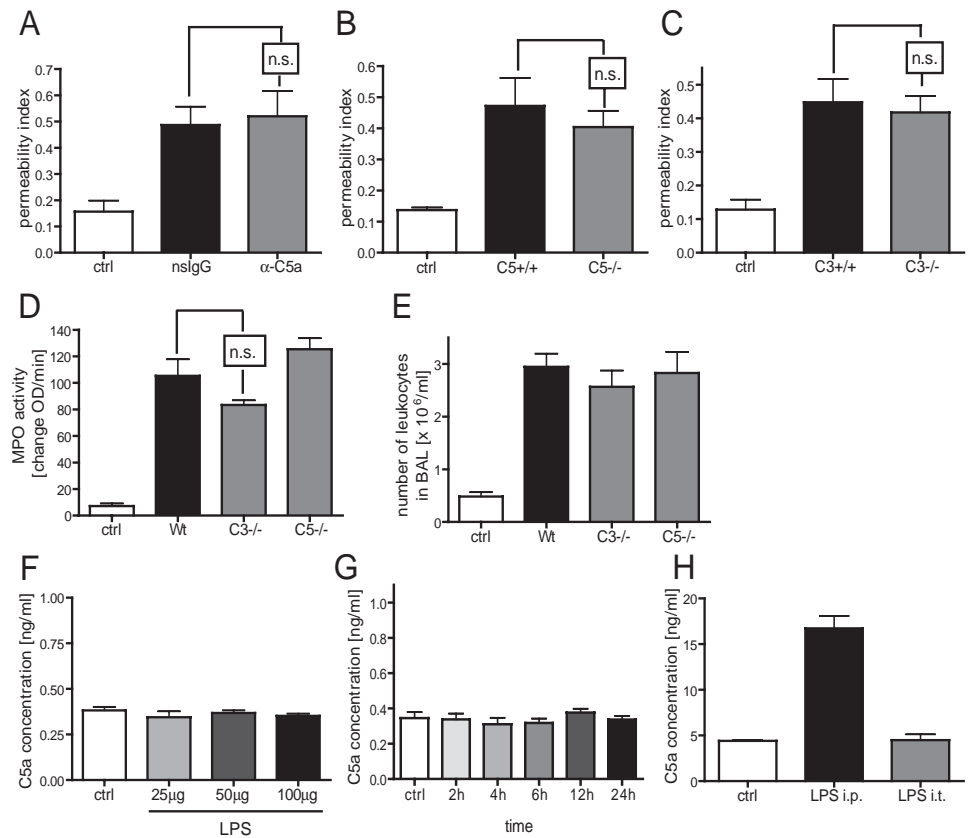 A
n.s.
permeability index
0.7
0.6
0.5
0.4
0.3
0.2
0.1
0.0
ctrl nsIgG α-C5a
B
n.s.
permeability index
0.6
0.5
0.4
0.3
0.2
0.1
0.0
ctrl C5+/+ C5-/-
C
n.s.
permeability index
0.5
0.4
0.3
0.2
0.1
0.0
ctrl C3+/+ C3-/-
D
n.s.
MPO activity
[change OD/min]
140
120
100
80
60
40
20
0
ctrl Wt C3-/- C5-/-
E
number of leukocytes
in BAL [x 10⁶/ml]
3
2
1
0
ctrl Wt C3-/- C5-/-
F
C5a concentration [ng/ml]
1.00
0.75
0.50
0.25
0.00
ctrl 25µg 50µg 100µg
LPS
G
C5a concentration [ng/ml]
1.0
0.8
0.6
0.4
0.2
0.0
ctrl 2h 4h 6h 12h 24h
time
H
C5a concentration [ng/ml]
20
15
10
5
0
ctrl LPS i.p. LPS i.t.